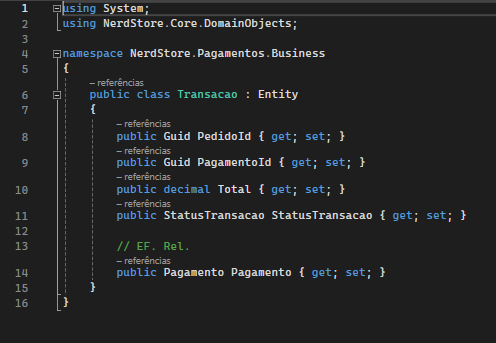 1 using System;
2 using NerdStore.Core.DomainObjects;
3
4 namespace NerdStore.Pagamentos.Business
5 {
– referências
6 public class Transacao : Entity
7 {
– referências
8 public Guid PedidoId { get; set; }
– referências
9 public Guid PagamentoId { get; set; }
– referências
10 public decimal Total { get; set; }
– referências
11 public StatusTransacao StatusTransacao { get; set; }
12
13 // EF. Rel.
– referências
14 public Pagamento Pagamento { get; set; }
15 }
16 }